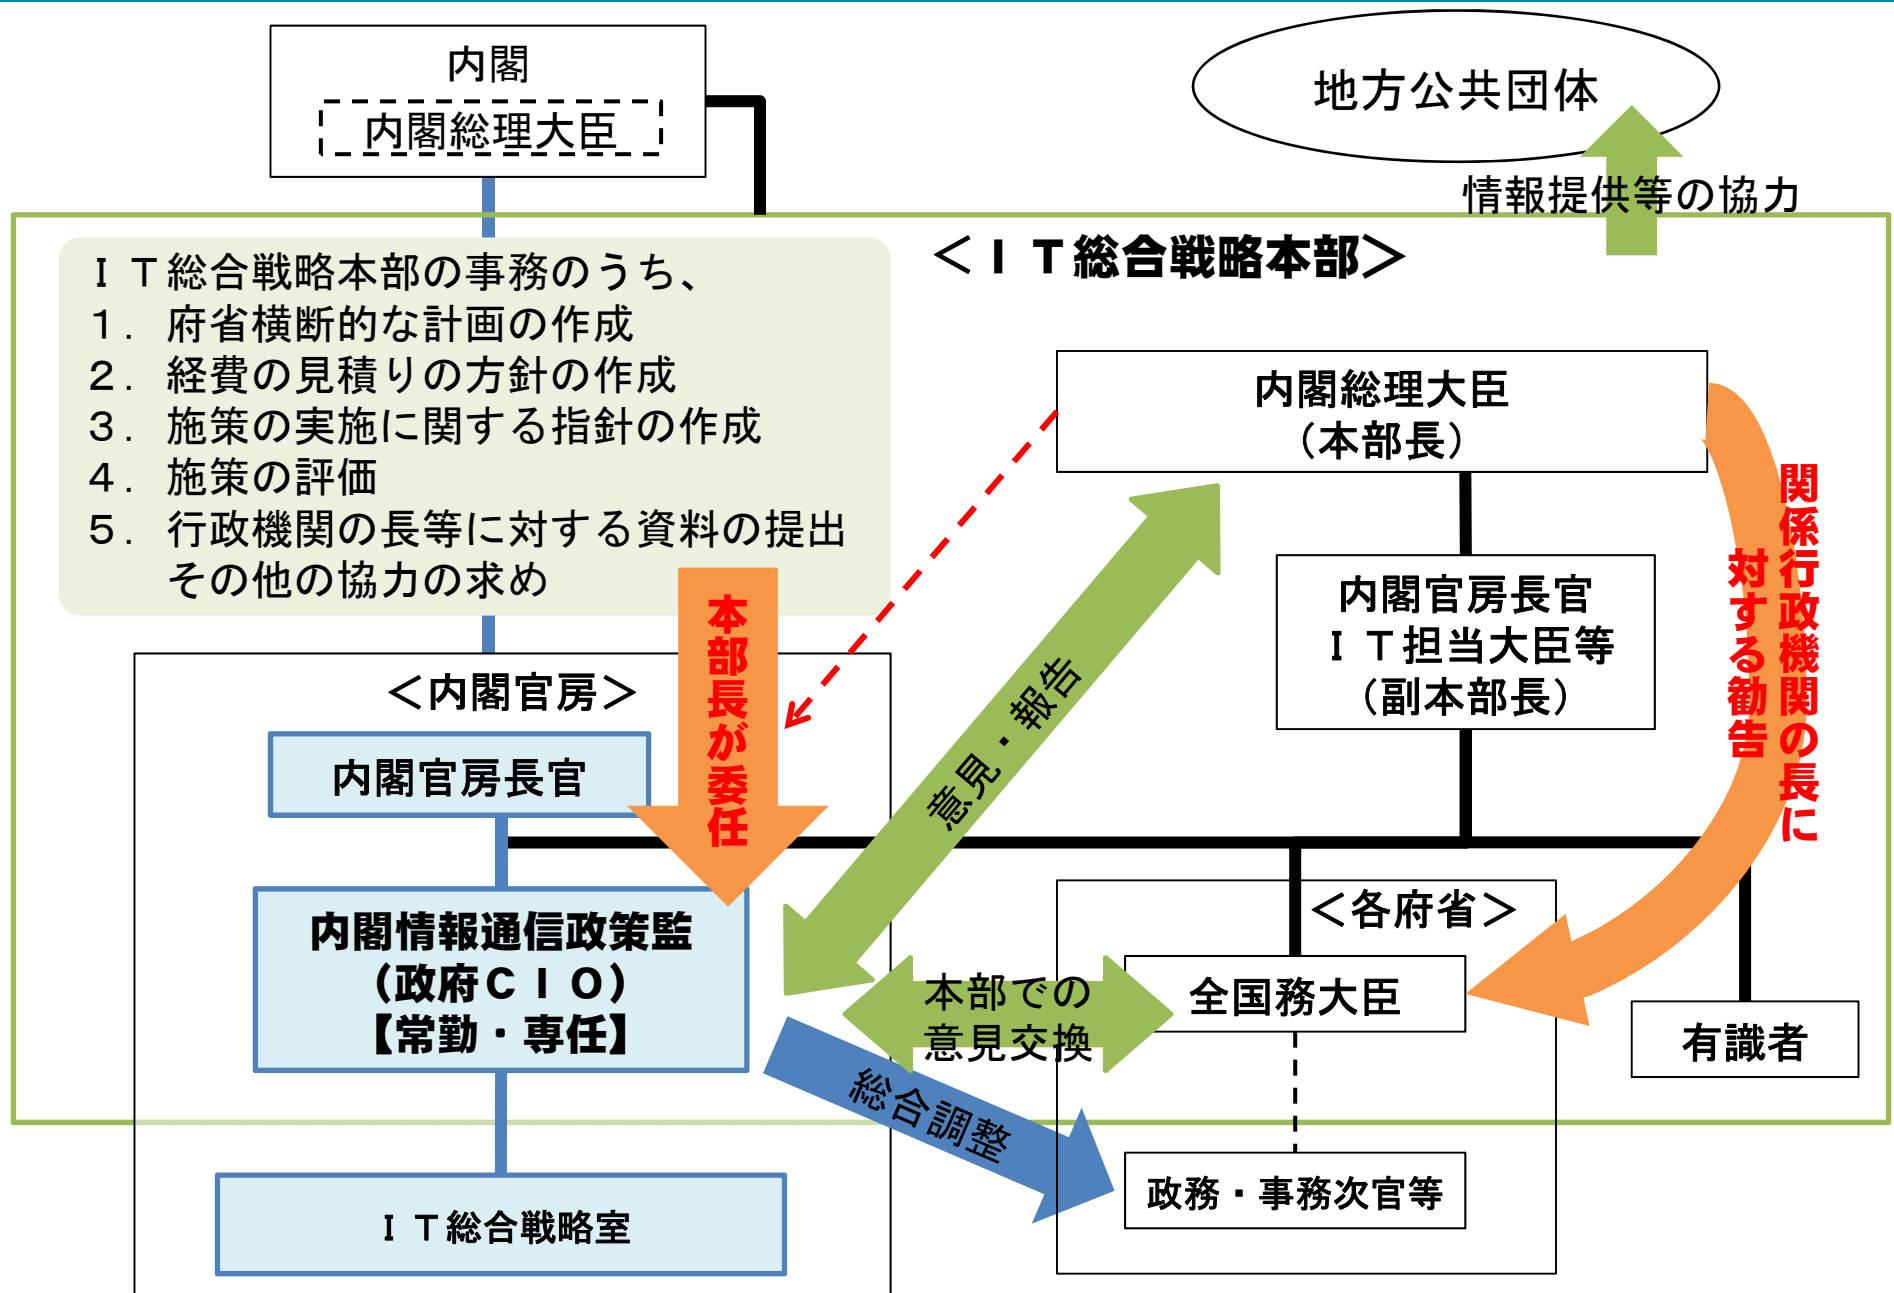 内閣
内閣総理大臣
地方公共団体
情報提供等の協力
＜ＩＴ総合戦略本部＞
ＩＴ総合戦略本部の事務のうち、
１．府省横断的な計画の作成
２．経費の見積りの方針の作成
３．施策の実施に関する指針の作成
４．施策の評価
５．行政機関の長等に対する資料の提出
その他の協力の求め
本部長が委任
内閣総理大臣
（本部長）
関係行政機関の長に
対する勧告
内閣官房長官
ＩＴ担当大臣等
（副本部長）
意見・報告
＜内閣官房＞
内閣官房長官
内閣情報通信政策監
（政府ＣＩＯ）
【常勤・専任】
本部での
意見交換
総合調整
＜各府省＞
全国務大臣
有識者
政務・事務次官等
ＩＴ総合戦略室